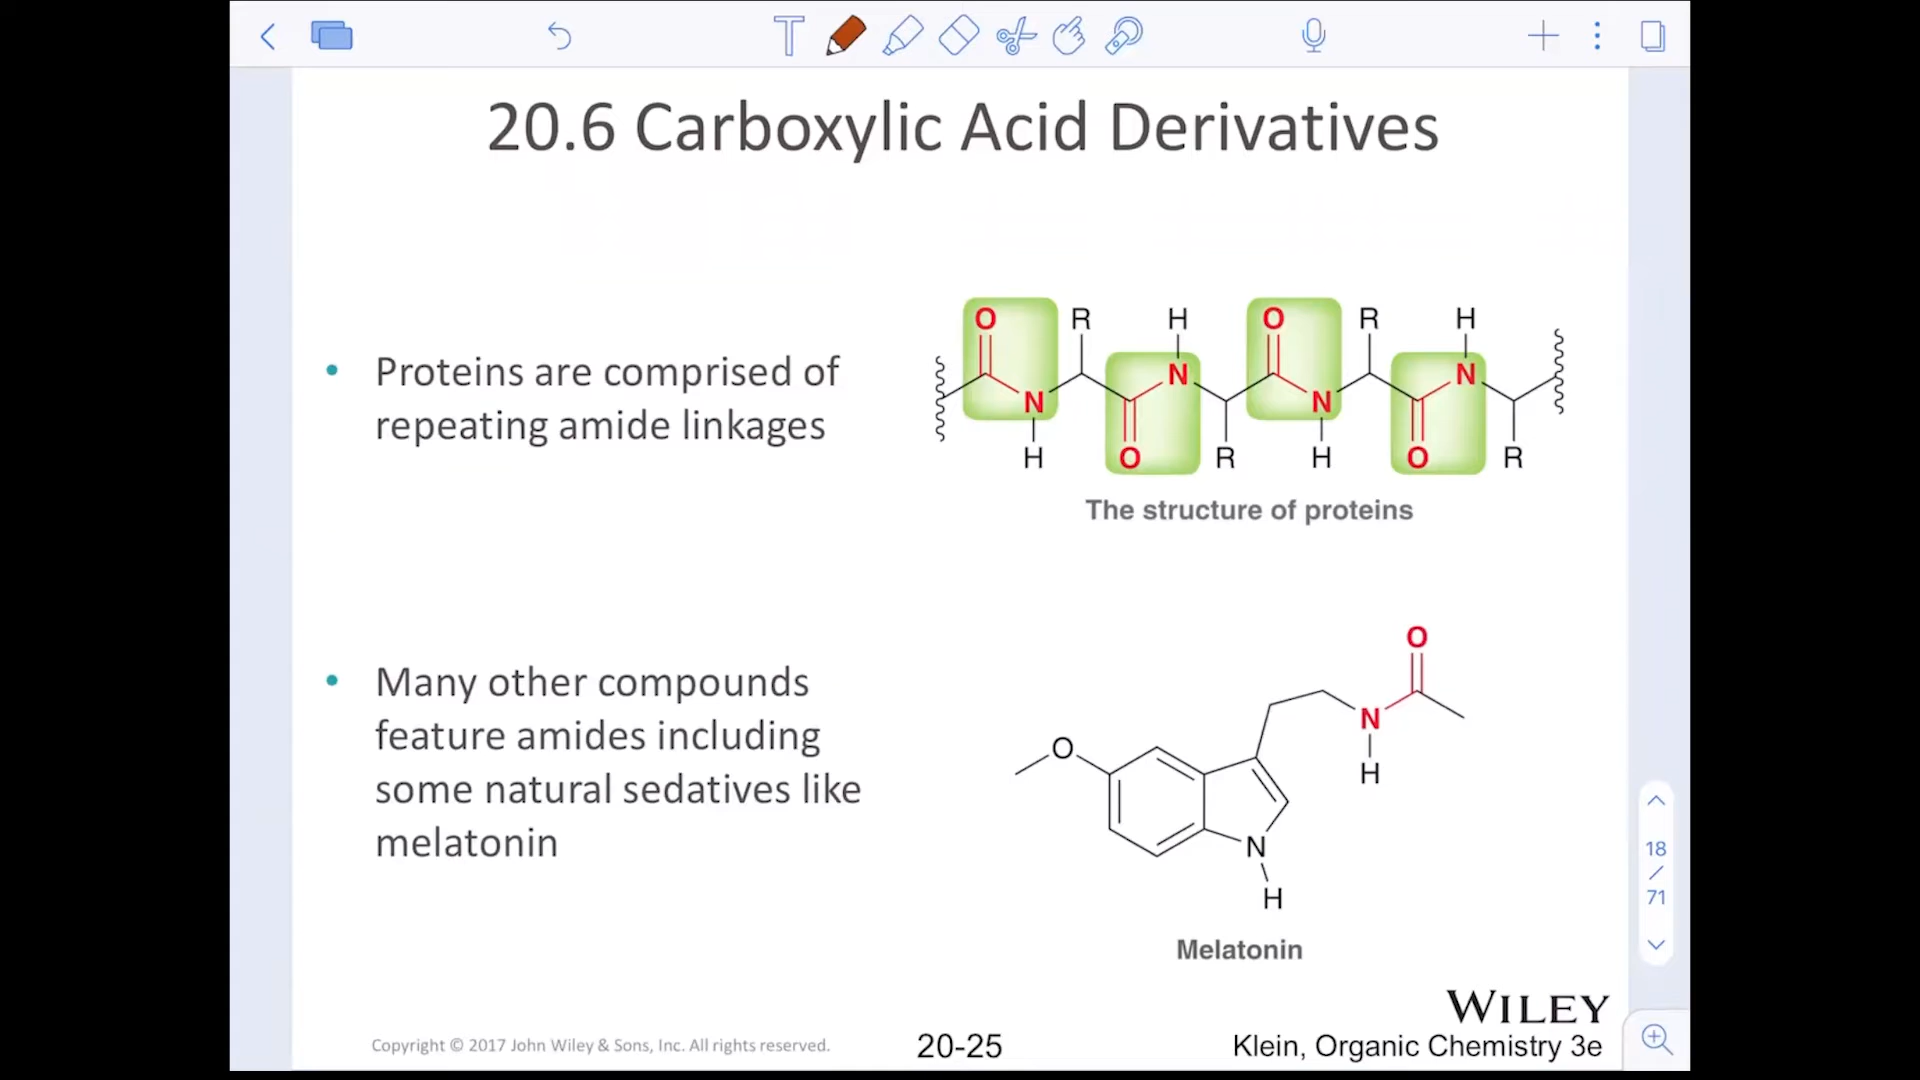 20.6 Carboxylic Acid Derivatives
• Proteins are comprised of
repeating amide linkages
O R H O R H
N N N N
H O R H O R
The structure of proteins
• Many other compounds
feature amides including
some natural sedatives like
melatonin
O
N
H
O
N
H
Melatonin
18
/
71
WILEY
Copyright © 2017 John Wiley & Sons, Inc. All rights reserved.
20-25
Klein, Organic Chemistry 3e